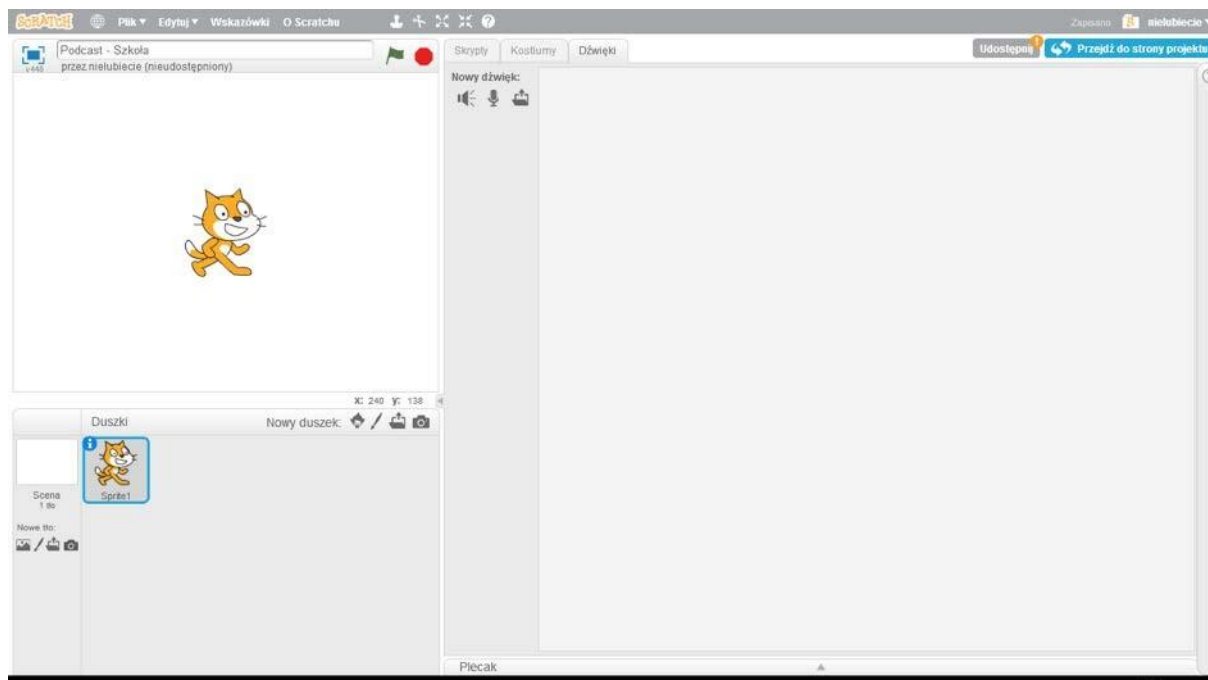 SCRATCH Plik Edytuj Wskazówki O Scratchu Zapisano nielubiecie
Podcast - Szkoła
v448 przez nielubiecie (nieudostępniony)
Skrypty Kostiumy Dźwięki
Udostępnij Przejdź do strony projektu
Nowy dźwięk:
x: 240 y: 138
Duszki Nowy duszek:
Sprite1
Scena
1 tło
Nowe tło:
Plecak